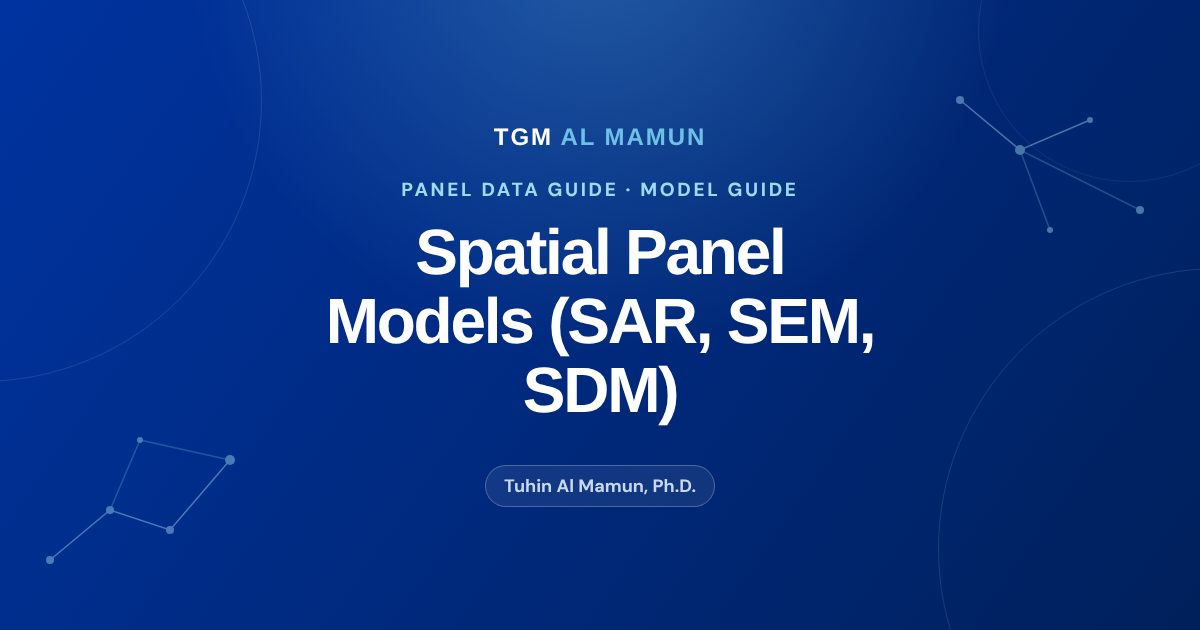 TGM AL MAMUN
PANEL DATA GUIDE · MODEL GUIDE
Spatial Panel
Models (SAR, SEM,
SDM)
Tuhin Al Mamun, Ph.D.